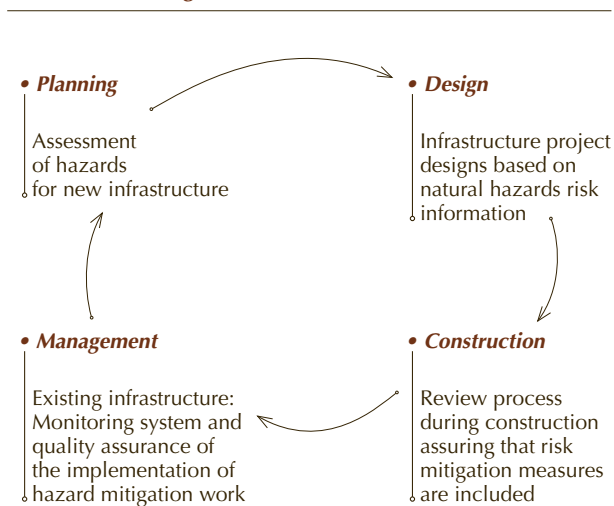 • Planning
Assessment
of hazards
for new infrastructure
• Design
Infrastructure project
designs based on
natural hazards risk
information
• Management
Existing infrastructure:
Monitoring system and
quality assurance of
the implementation of
hazard mitigation work
• Construction
Review process
during construction
assuring that risk
mitigation measures
are included